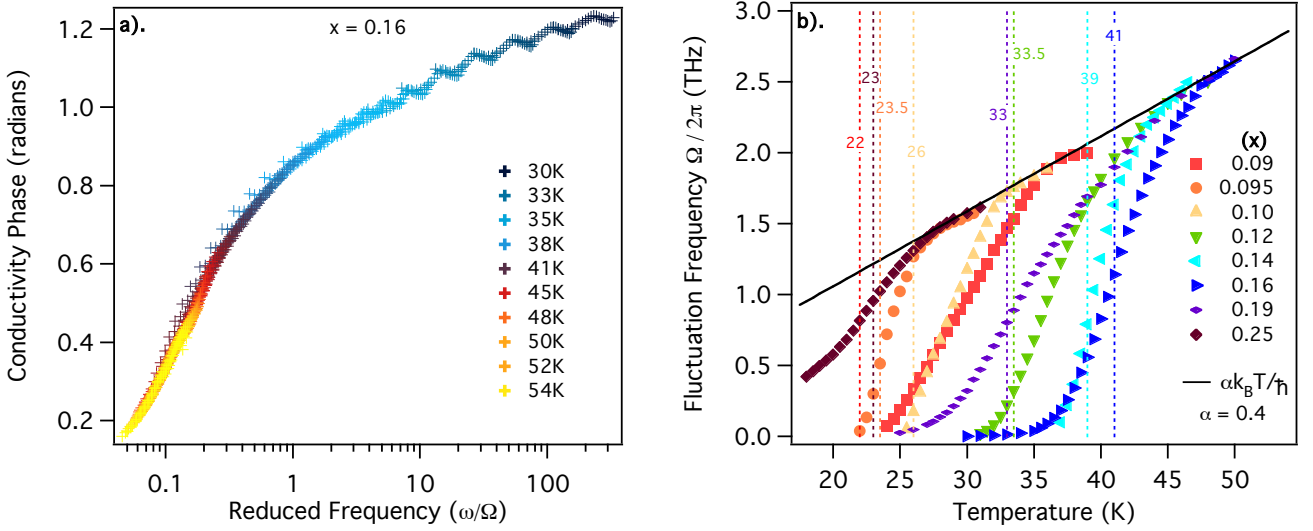 a).
x = 0.16
Conductivity Phase (radians)
1.2
1.0
0.8
0.6
0.4
0.2
30K
33K
35K
38K
41K
45K
48K
50K
52K
54K
0.1
1
10
100
Reduced Frequency (ω/Ω)
b).
Fluctuation Frequency Ω / 2π (THz)
3.0
2.5
2.0
1.5
1.0
0.5
0.0
22
23
23.5
26
33
33.5
39
41
(x)
0.09
0.095
0.10
0.12
0.14
0.16
0.19
0.25
αkBT/ħ
α = 0.4
20
25
30
35
40
45
50
Temperature (K)